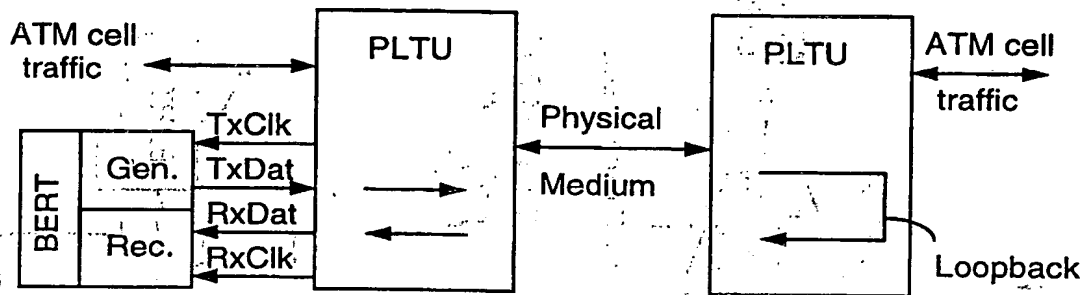 ATM cell
traffic
PLTU
PLTU
ATM cell
traffic
TxClk
Physical
BERT
Gen.
TxDat
Medium
RxDat
Rec.
RxClk
Loopback